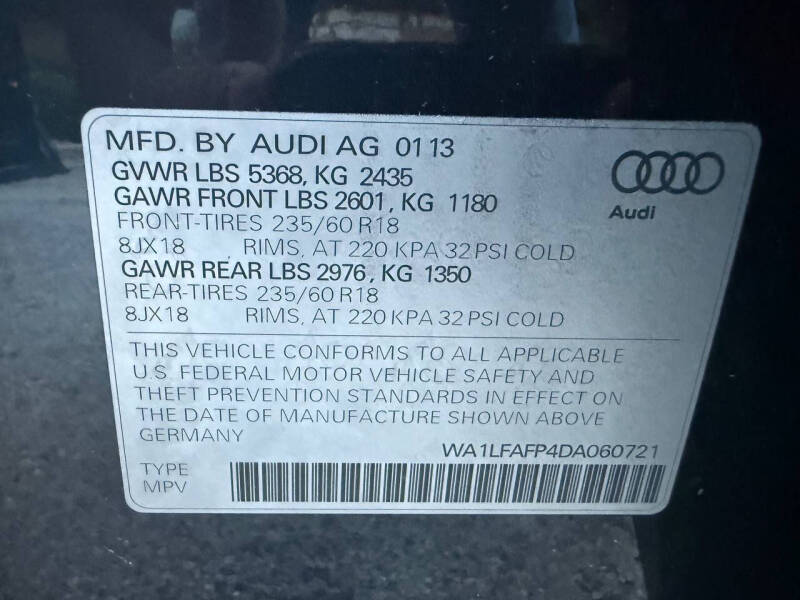 MFD. BY AUDI AG 01 13
GVWR LBS 5368, KG 2435
GAWR FRONT LBS 2601, KG 1180
FRONT-TIRES 235/60 R18
8JX18 RIMS, AT 220 KPA 32 PSI COLD
GAWR REAR LBS 2976, KG 1350
REAR-TIRES 235/60 R18
8JX18 RIMS, AT 220 KPA 32 PSI COLD
Audi
THIS VEHICLE CONFORMS TO ALL APPLICABLE
U.S. FEDERAL MOTOR VEHICLE SAFETY AND
THEFT PREVENTION STANDARDS IN EFFECT ON
THE DATE OF MANUFACTURE SHOWN ABOVE
GERMANY
WA1LFAFP4DA060721
TYPE
MPV